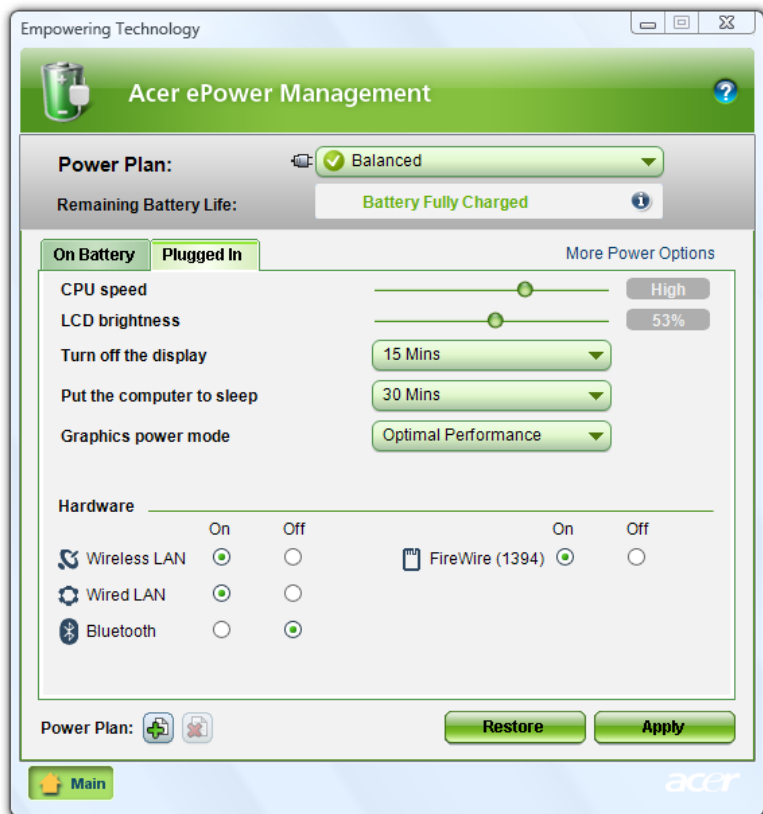 Empowering Technology
Acer ePower Management
Power Plan: Balanced
Remaining Battery Life: Battery Fully Charged
On Battery Plugged In More Power Options
CPU speed High
LCD brightness 53%
Turn off the display 15 Mins
Put the computer to sleep 30 Mins
Graphics power mode Optimal Performance
Hardware
On Off On Off
Wireless LAN FireWire (1394)
Wired LAN
Bluetooth
Power Plan: Restore Apply
Main acer